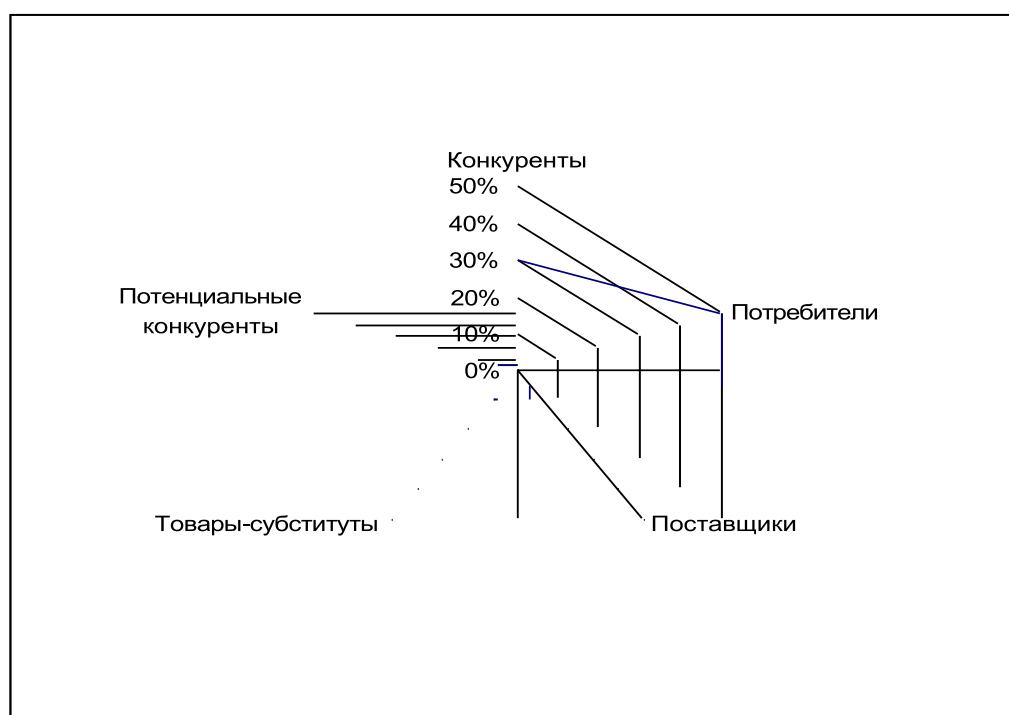 Конкуренты
50%
40%
30%
20%
10%
0%
Потенциальные
конкуренты
Потребители
Товары-субституты
Поставщики